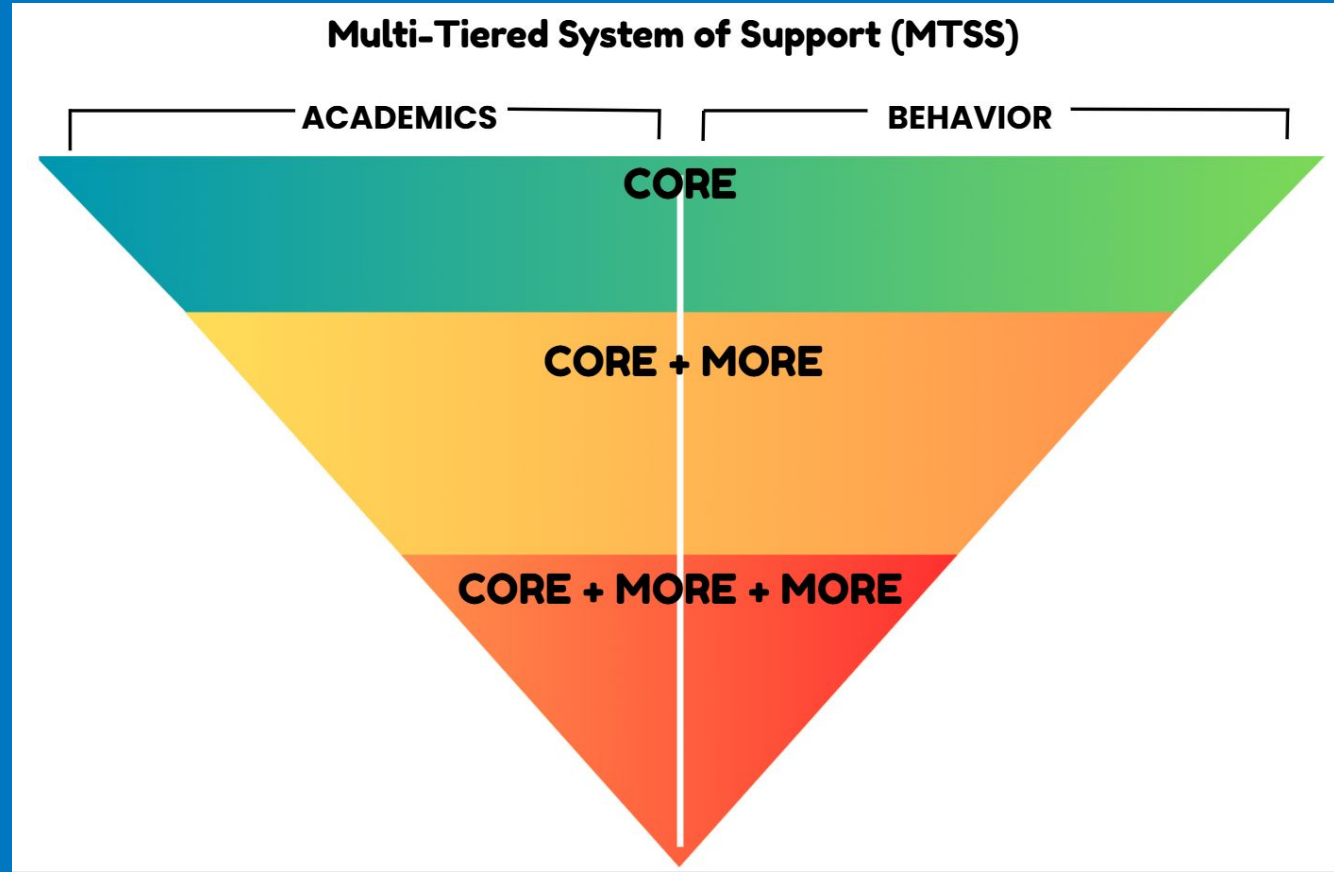 Multi-Tiered System of Support (MTSS)
ACADEMICS
BEHAVIOR
CORE
CORE + MORE
CORE + MORE + MORE